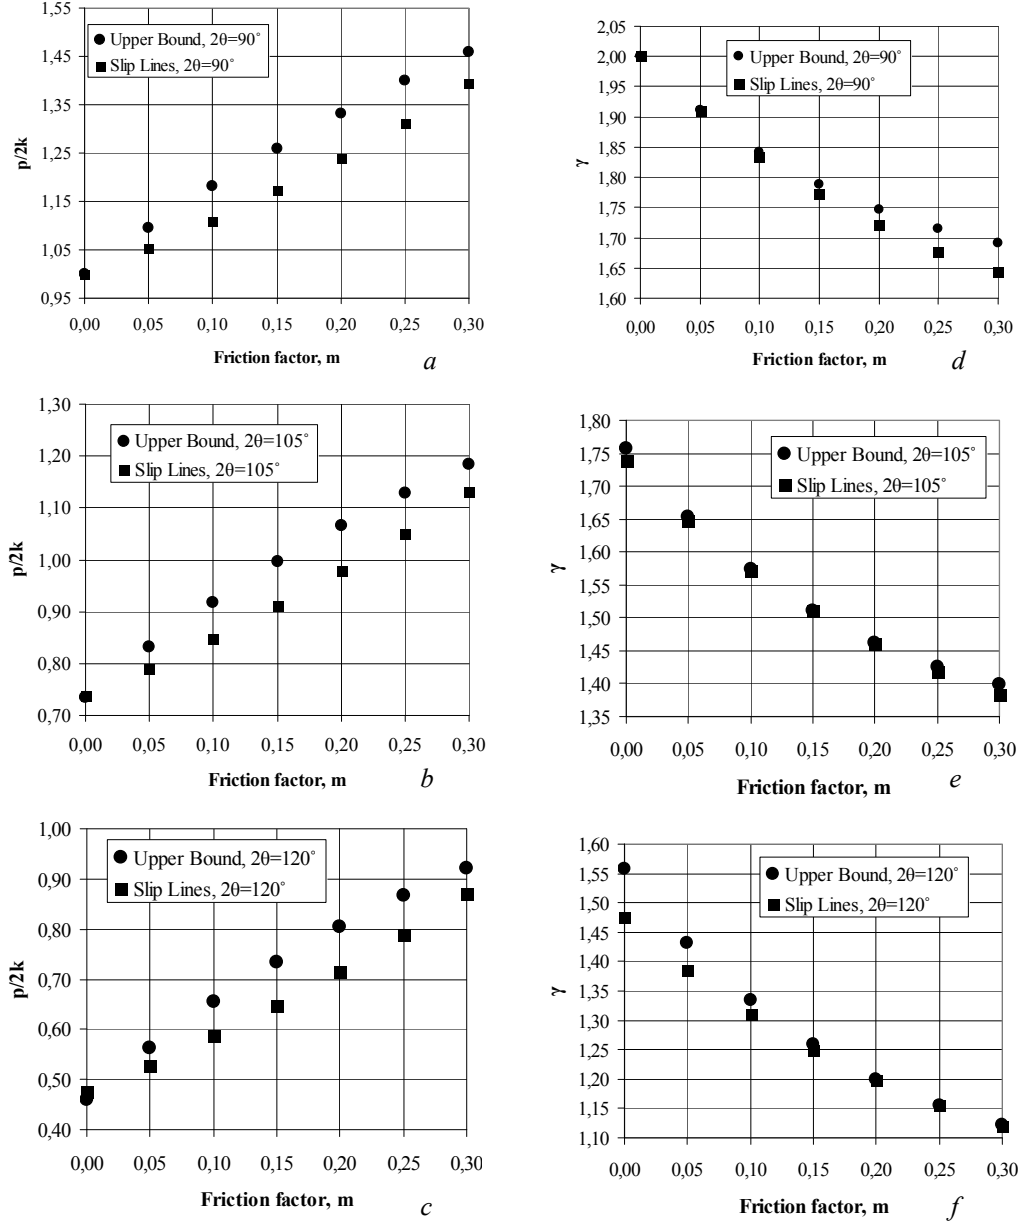 1,55
1,45
1,35
1,25
1,15
1,05
0,95
p/2k
Upper Bound, 2θ=90˚
Slip Lines, 2θ=90˚
0,00 0,05 0,10 0,15 0,20 0,25 0,30
Friction factor, m
a
2,05
2,00
1,95
1,90
1,85
1,80
1,75
1,70
1,65
1,60
γ
Upper Bound, 2θ=90˚
Slip Lines, 2θ=90˚
0,00 0,05 0,10 0,15 0,20 0,25 0,30
Friction factor, m
d
1,30
1,20
1,10
1,00
0,90
0,80
0,70
p/2k
Upper Bound, 2θ=105˚
Slip Lines, 2θ=105˚
0,00 0,05 0,10 0,15 0,20 0,25 0,30
Friction factor, m
b
1,80
1,75
1,70
1,65
1,60
1,55
1,50
1,45
1,40
1,35
γ
Upper Bound, 2θ=105˚
Slip Lines, 2θ=105˚
0,00 0,05 0,10 0,15 0,20 0,25 0,30
Friction factor, m
e
1,00
0,90
0,80
0,70
0,60
0,50
0,40
p/2k
Upper Bound, 2θ=120˚
Slip Lines, 2θ=120˚
0,00 0,05 0,10 0,15 0,20 0,25 0,30
Friction factor, m
c
1,60
1,55
1,50
1,45
1,40
1,35
1,30
1,25
1,20
1,15
1,10
γ
Upper Bound, 2θ=120˚
Slip Lines, 2θ=120˚
0,00 0,05 0,10 0,15 0,20 0,25 0,30
Friction factor, m
f